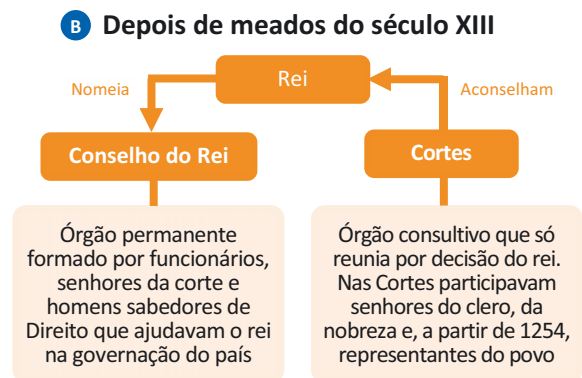 B Depois de meados do século XIII
Rei
Nomeia
Aconselham
Conselho do Rei
Cortes
Órgão permanente
formado por funcionários,
senhores da corte e
homens sabedores de
Direito que ajudavam o rei
na governação do país
Órgão consultivo que só
reunia por decisão do rei.
Nas Cortes participavam
senhores do clero, da
nobreza e, a partir de 1254,
representantes do povo